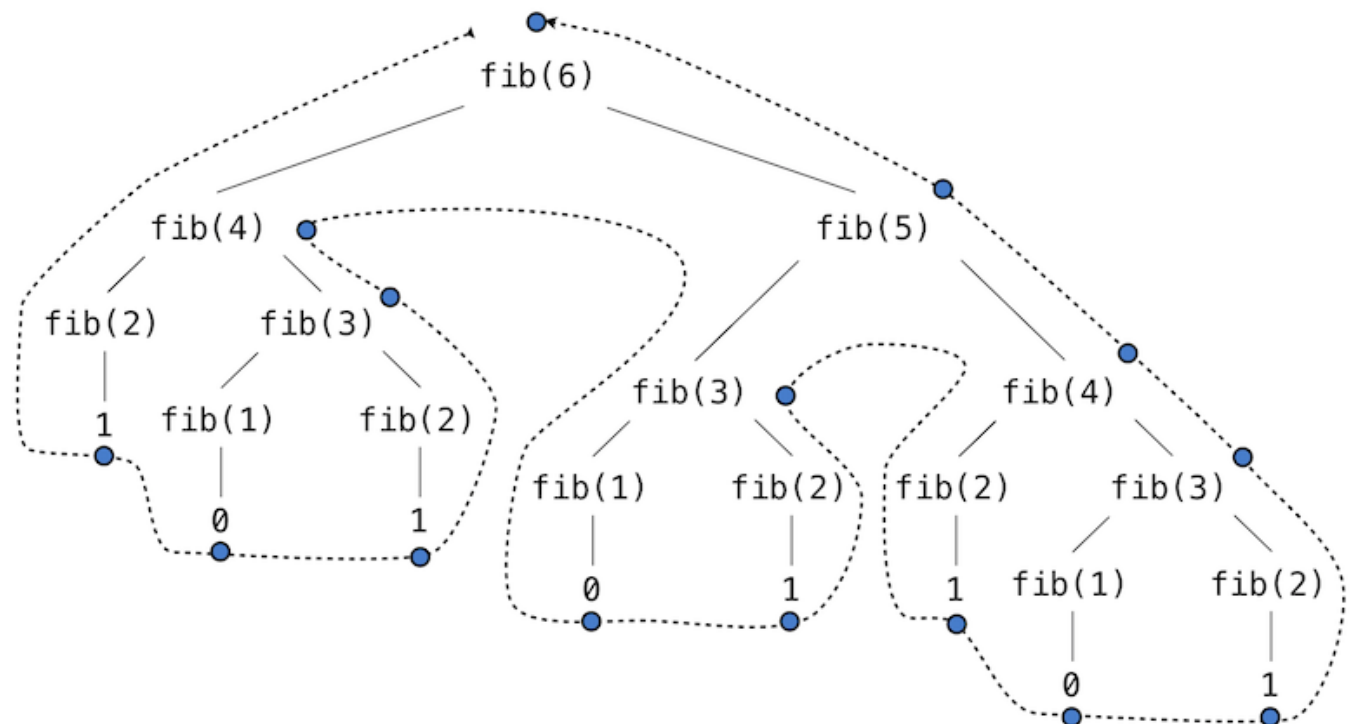 fib(6)
fib(4) fib(5)
fib(2) fib(3)
fib(3) fib(4)
1 fib(1) fib(2)
fib(1) fib(2) fib(2) fib(3)
0 1
0 1 1 fib(1) fib(2)
0 1